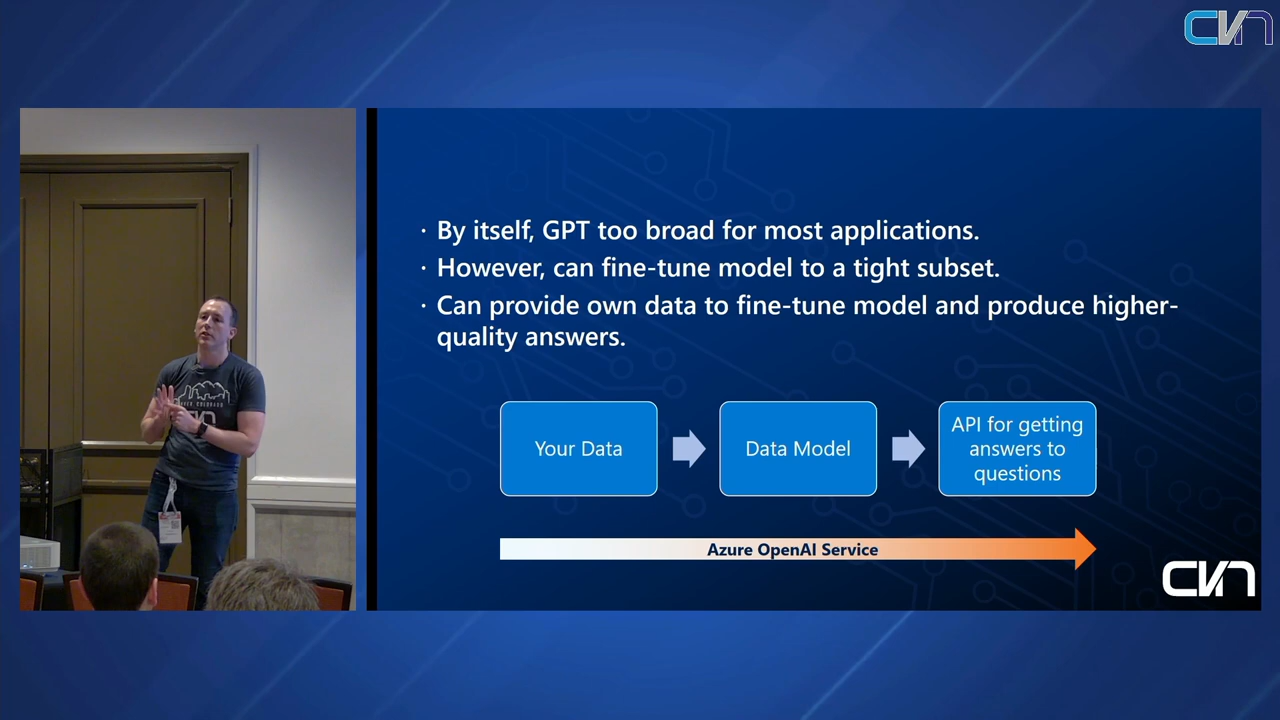 CVN
· By itself, GPT too broad for most applications.
· However, can fine-tune model to a tight subset.
· Can provide own data to fine-tune model and produce higher-
quality answers.
Your Data
Data Model
API for getting
answers to
questions
Azure OpenAI Service
CVN